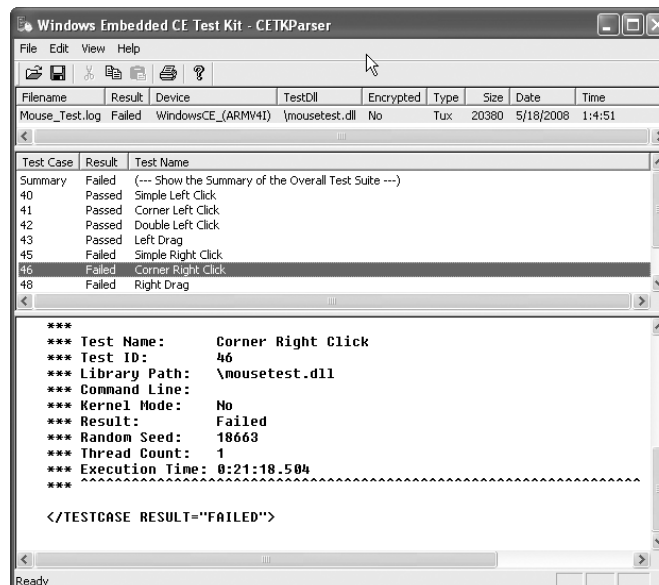 Windows Embedded CE Test Kit - CETKParser
File Edit View Help
Filename Result Device TestDll Encrypted Type Size Date Time
Mouse_Test.log Failed WindowsCE_(ARMV4I) \mousetest.dll No Tux 20380 5/18/2008 1:4:51
Test Case Result Test Name
Summary Failed (--- Show the Summary of the Overall Test Suite ---)
40 Passed Simple Left Click
41 Passed Corner Left Click
42 Passed Double Left Click
43 Passed Left Drag
45 Failed Simple Right Click
46 Failed Corner Right Click
48 Failed Right Drag
***
*** Test Name: Corner Right Click
*** Test ID: 46
*** Library Path: \mousetest.dll
*** Command Line:
*** Kernel Mode: No
*** Result: Failed
*** Random Seed: 18663
*** Thread Count: 1
*** Execution Time: 0:21:18.504
*** ^^^^^^^^^^^^^^^^^^^^^^^^^^^^^^^^^^^^^^^^^^^^^^^^^^^^^^^^^^^^^^^^^
</TESTCASE RESULT="FAILED">
Ready